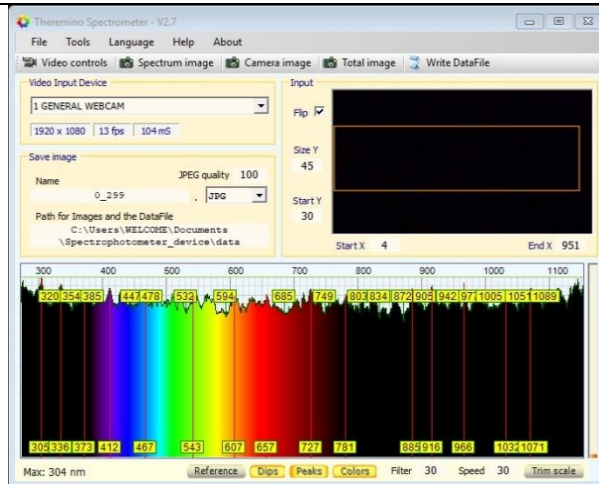 Theremino Spectrometer - V2.7
File Tools Language Help About
Video controls Spectrum image Camera image Total image Write DataFile
Video Input Device
1 GENERAL WEBCAM
1920 x 1080 13 fps 104 mS
Save image
Name JPEG quality 100
0_299 . JPG
Path for Images and the DataFile
C:\Users\WELCOME\Documents
\Spectrophotometer_device\data
Input
Flip
Size Y
45
Start Y
30
Start X 4 End X 951
300 400 500 600 700 800 900 1000 1100
320 354 385 447 478 532 594 685 749 803 834 872 905 942 977 1005 1051 1089
305 336 373 412 467 543 607 657 727 781 885 916 966 1032 1071
Max: 304 nm Reference Dips Peaks Colors Filter 30 Speed 30 Trim scale